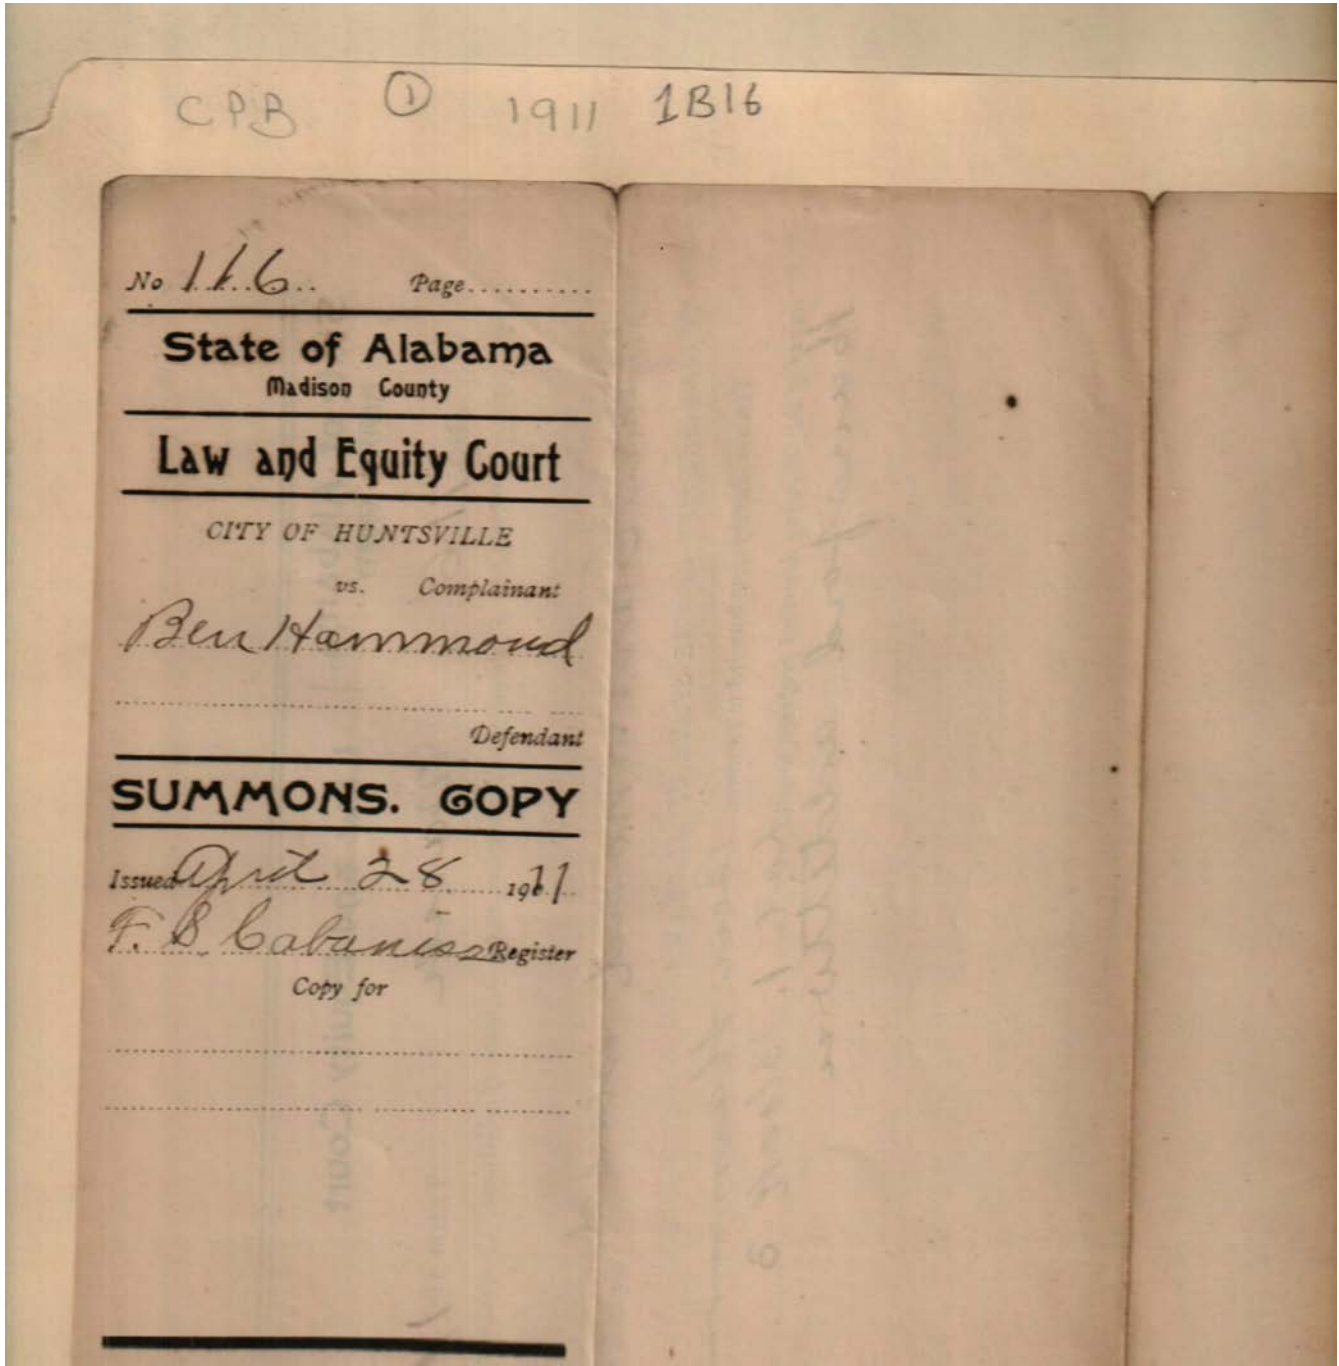 CPB ① 1911 1B16
No 116 Page
State of Alabama
Madison County
Law and Equity Court
CITY OF HUNTSVILLE
vs. Complainant
Ben Hammond
Defendant
SUMMONS. COPY
Issued April 28 1911
F. S Cabaniss Register
Copy for